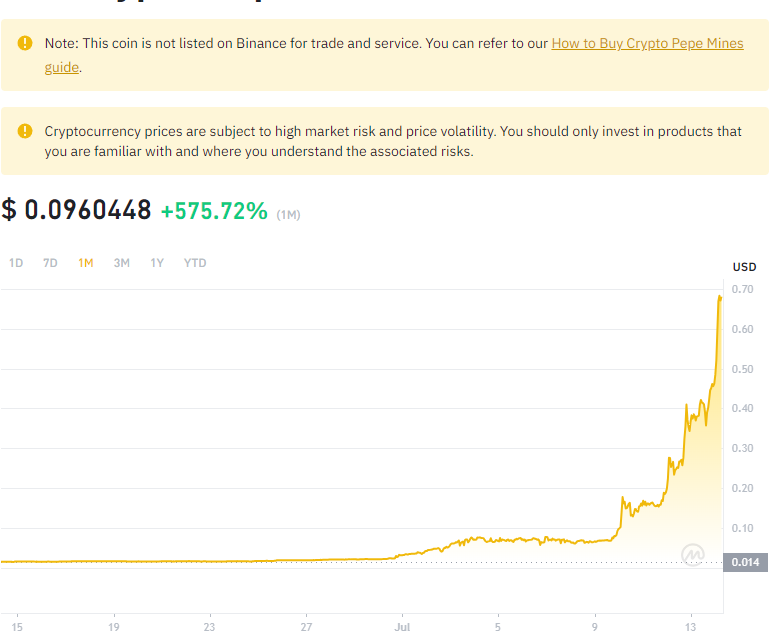 Note: This coin is not listed on Binance for trade and service. You can refer to our How to Buy Crypto Pepe Mines
guide.
Cryptocurrency prices are subject to high market risk and price volatility. You should only invest in products that
you are familiar with and where you understand the associated risks.
$ 0.0960448 +575.72% (1M)
1D 7D 1M 3M 1Y YTD
USD
0.70
0.60
0.50
0.40
0.30
0.20
0.10
0.014
15 19 23 27 Jul 5 9 13